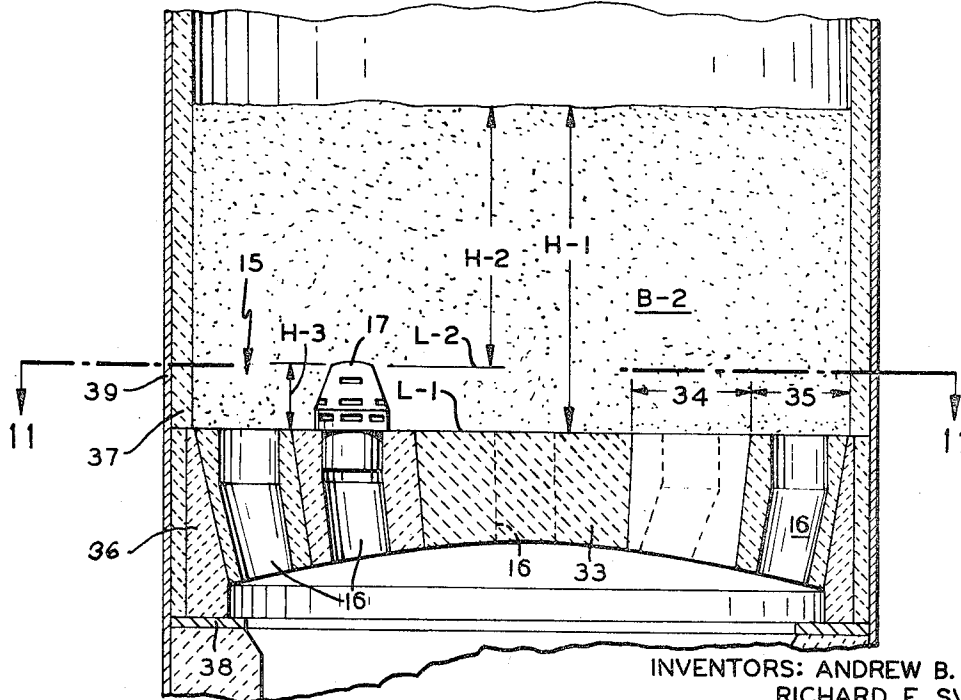 15
H-3
17
L-2
H-2
H-1
B-2
L-1
34
35
39
11
37
36
16
16
16
33
16
38
INVENTORS: ANDREW B.
RICHARD F.